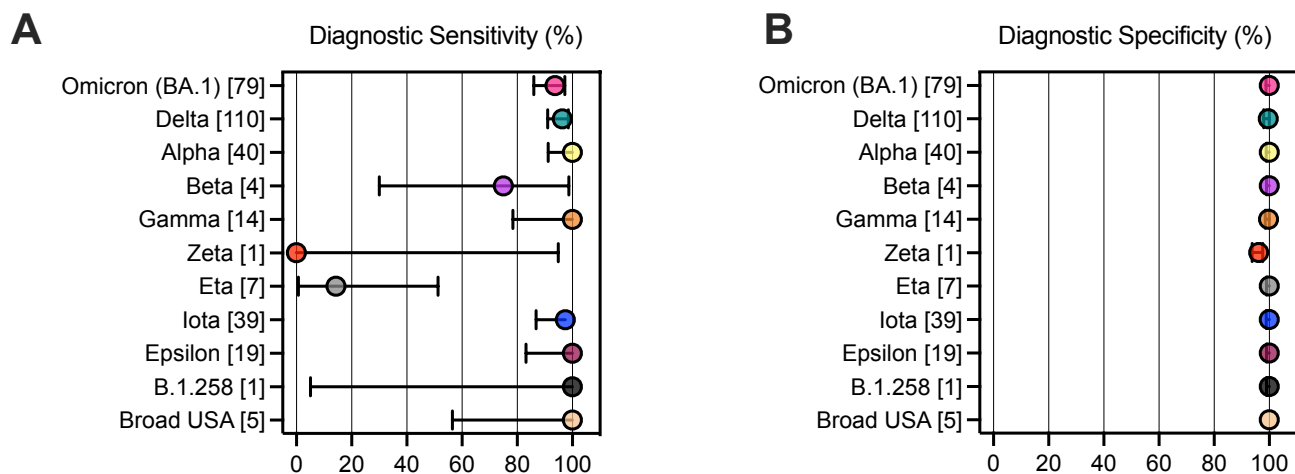 A
Diagnostic Sensitivity (%)
Omicron (BA.1) [79]
Delta [110]
Alpha [40]
Beta [4]
Gamma [14]
Zeta [1]
Eta [7]
Iota [39]
Epsilon [19]
B.1.258 [1]
Broad USA [5]
0 20 40 60 80 100
B
Diagnostic Specificity (%)
Omicron (BA.1) [79]
Delta [110]
Alpha [40]
Beta [4]
Gamma [14]
Zeta [1]
Eta [7]
Iota [39]
Epsilon [19]
B.1.258 [1]
Broad USA [5]
0 20 40 60 80 100